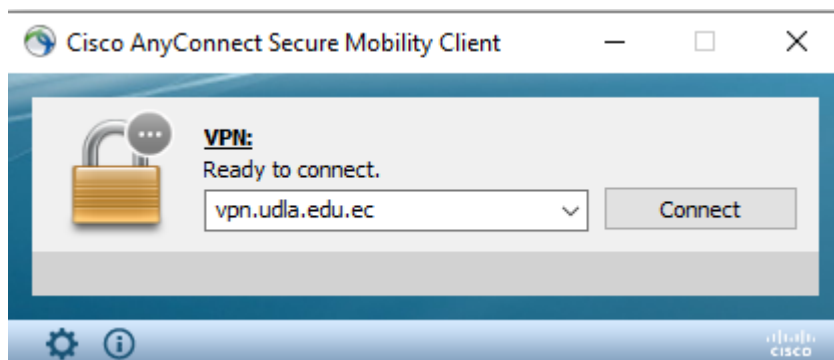 Cisco AnyConnect Secure Mobility Client
VPN:
Ready to connect.
vpn.udla.edu.ec
Connect
CISCO